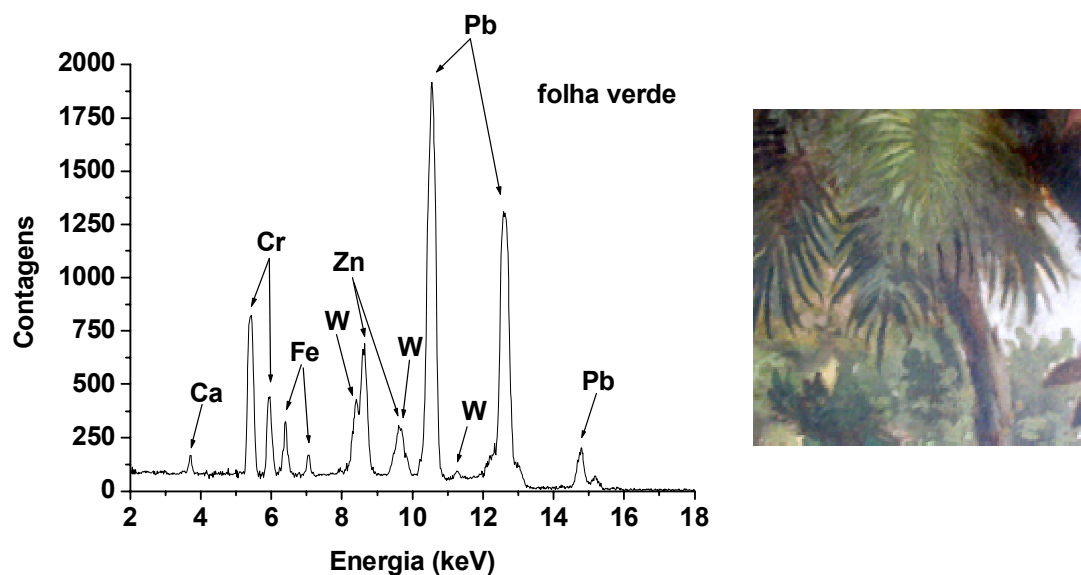 Pb
folha verde
2000
1750
1500
1250
1000
750
500
250
0
Contagens
Ca
Cr
Fe
W
Zn
W
W
Pb
2 4 6 8 10 12 14 16 18
Energia (keV)